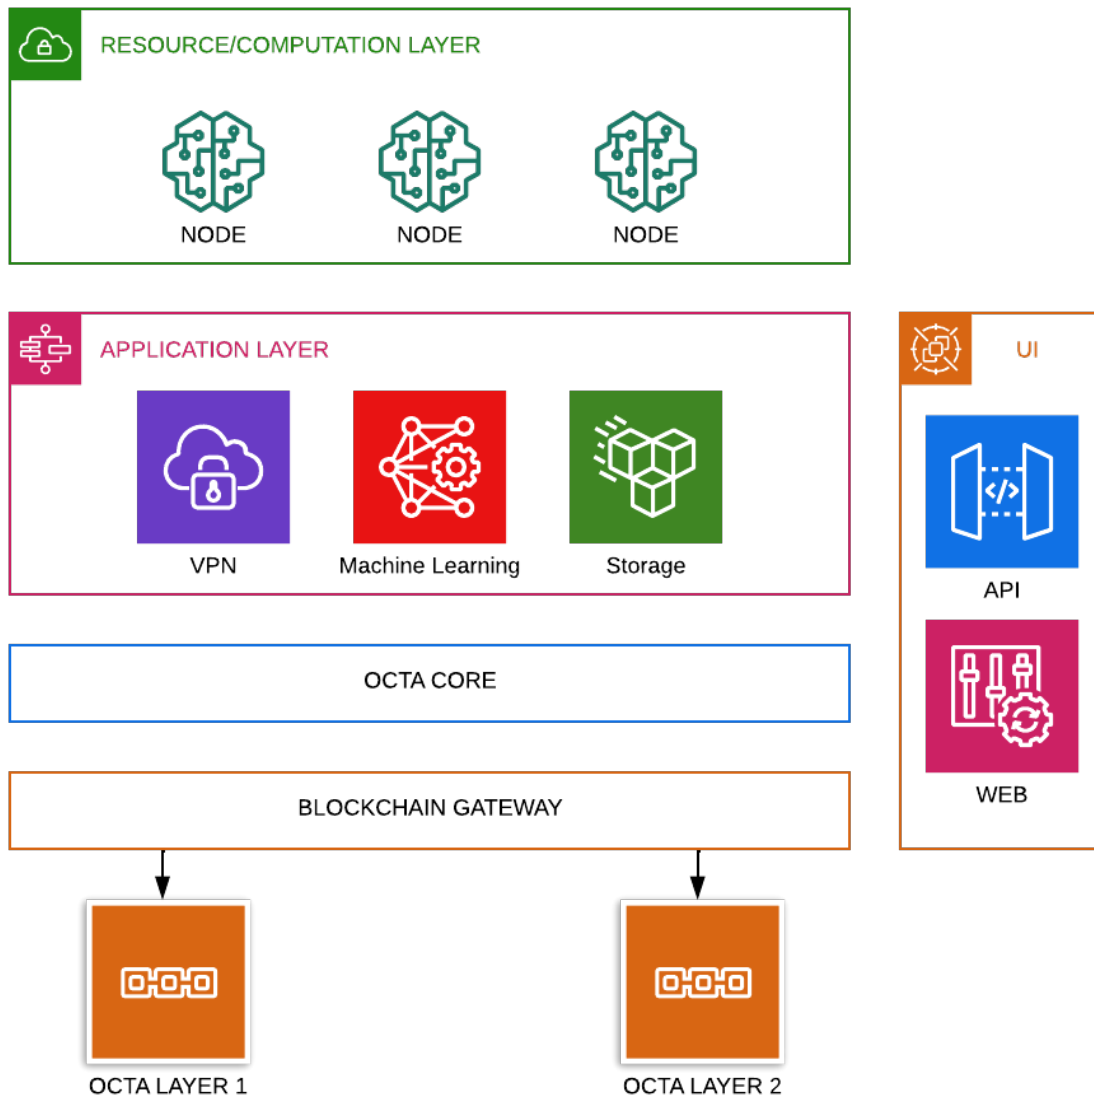 RESOURCE/COMPUTATION LAYER
NODE
NODE
NODE
APPLICATION LAYER
VPN
Machine Learning
Storage
UI
API
WEB
OCTA CORE
BLOCKCHAIN GATEWAY
OCTA LAYER 1
OCTA LAYER 2